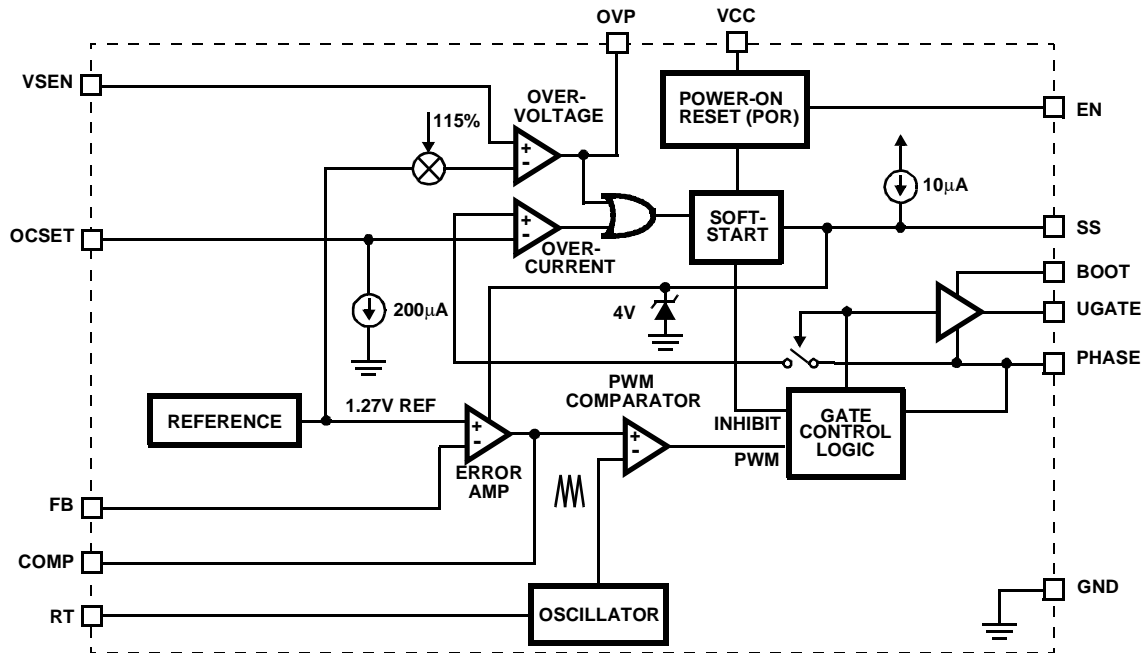 OVP
VCC
VSEN
OVER-
VOLTAGE
115%
+
-
POWER-ON
RESET (POR)
EN
10µA
OCSET
+
-
OVER-
CURRENT
SOFT-
START
SS
BOOT
200µA
4V
UGATE
PHASE
REFERENCE
1.27V REF
+
-
ERROR
AMP
PWM
COMPARATOR
+
-
INHIBIT
PWM
GATE
CONTROL
LOGIC
FB
COMP
RT
OSCILLATOR
GND